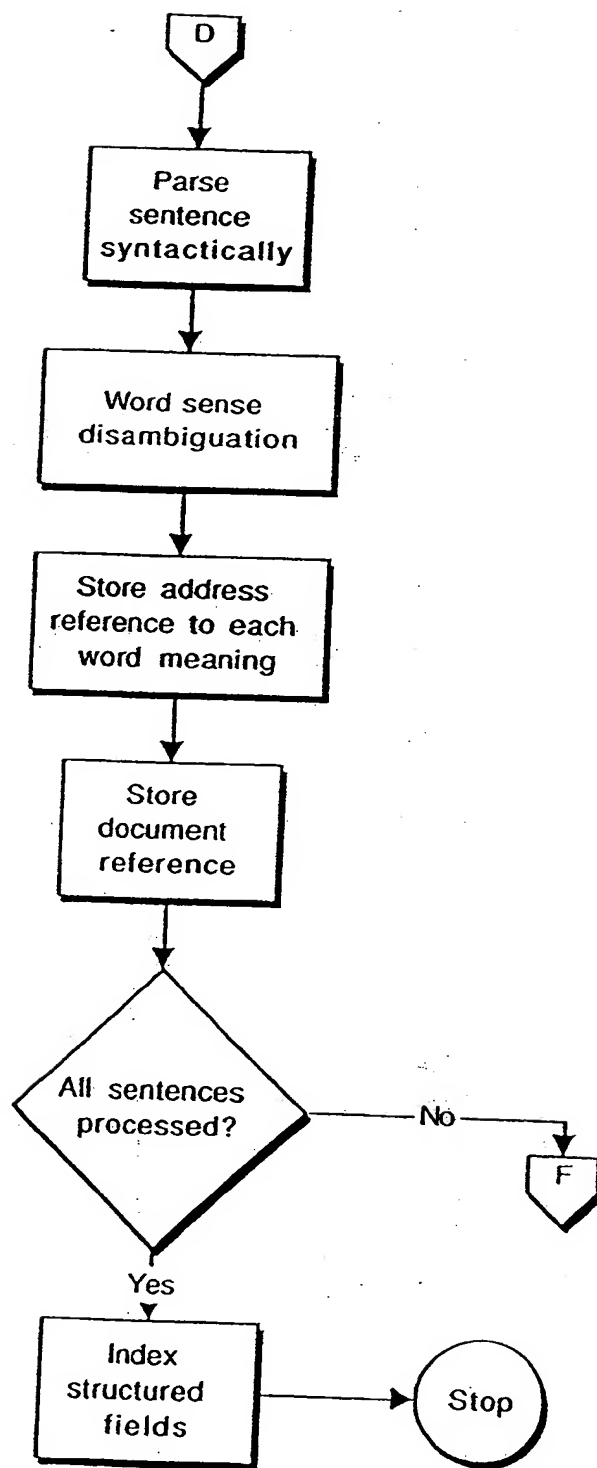 D
Parse
sentence
syntactically
Word sense
disambiguation
Store address
reference to each
word meaning
Store
document
reference
All sentences
processed?
No
F
Yes
Index
structured
fields
Stop